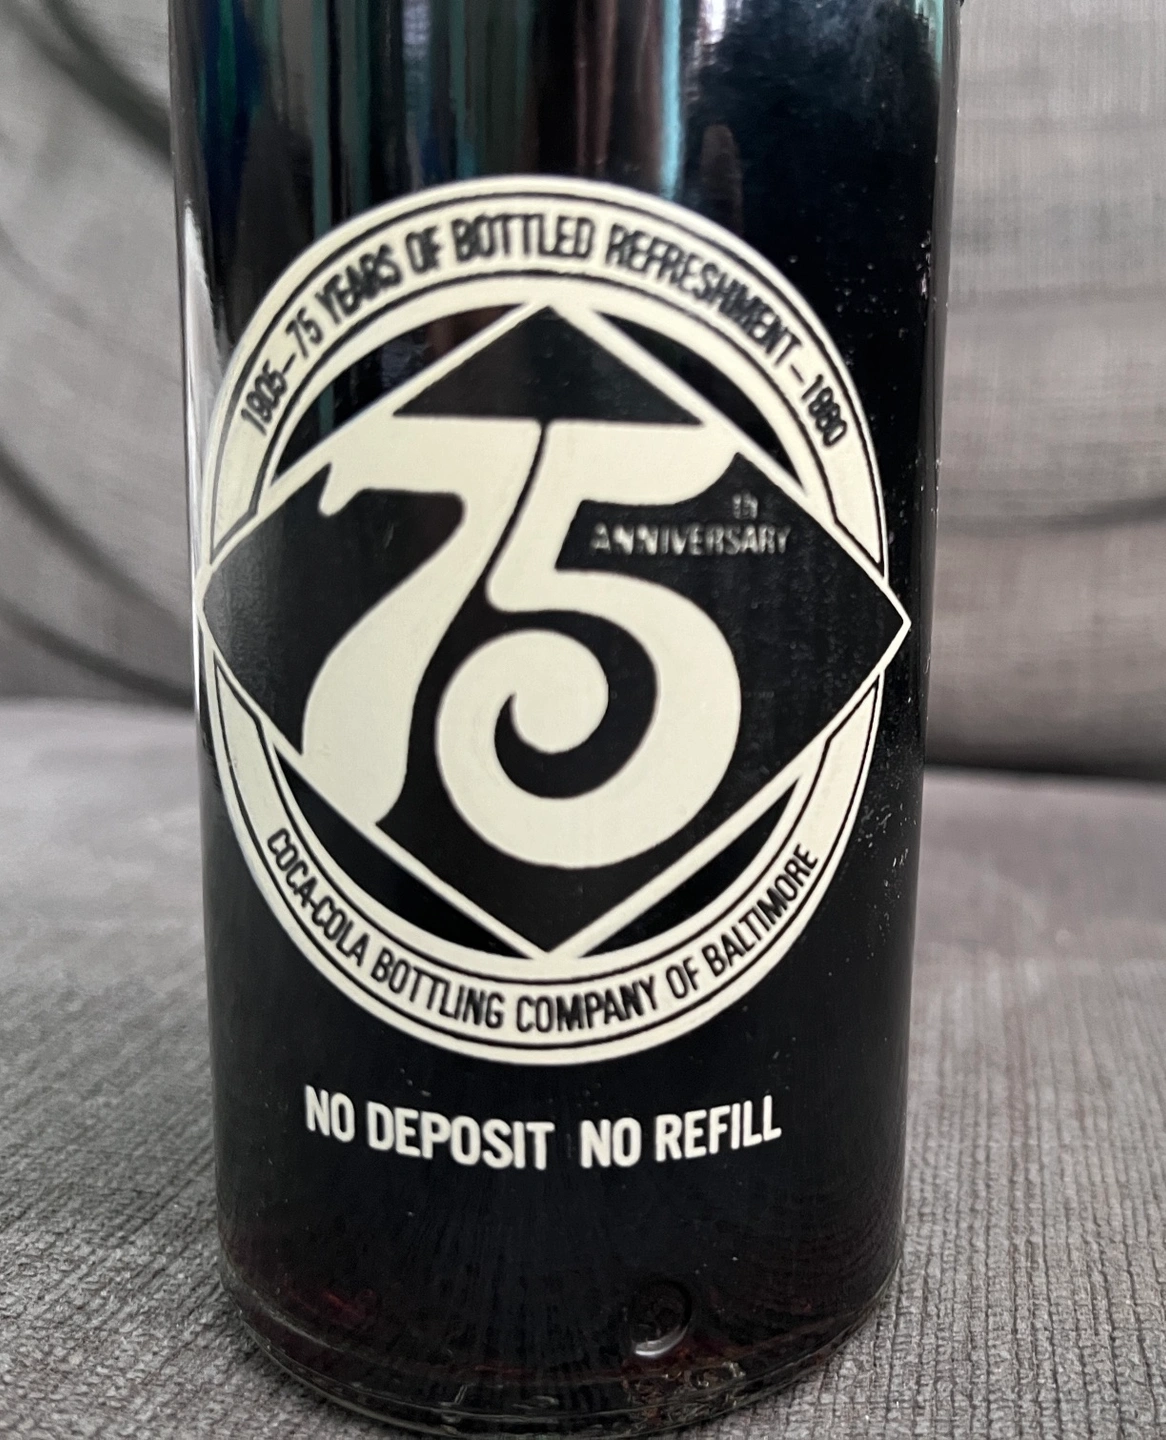 1905–75 YEARS OF BOTTLED REFRESHMENT–1980
75
th
ANNIVERSARY
COCA-COLA BOTTLING COMPANY OF BALTIMORE
NO DEPOSIT NO REFILL